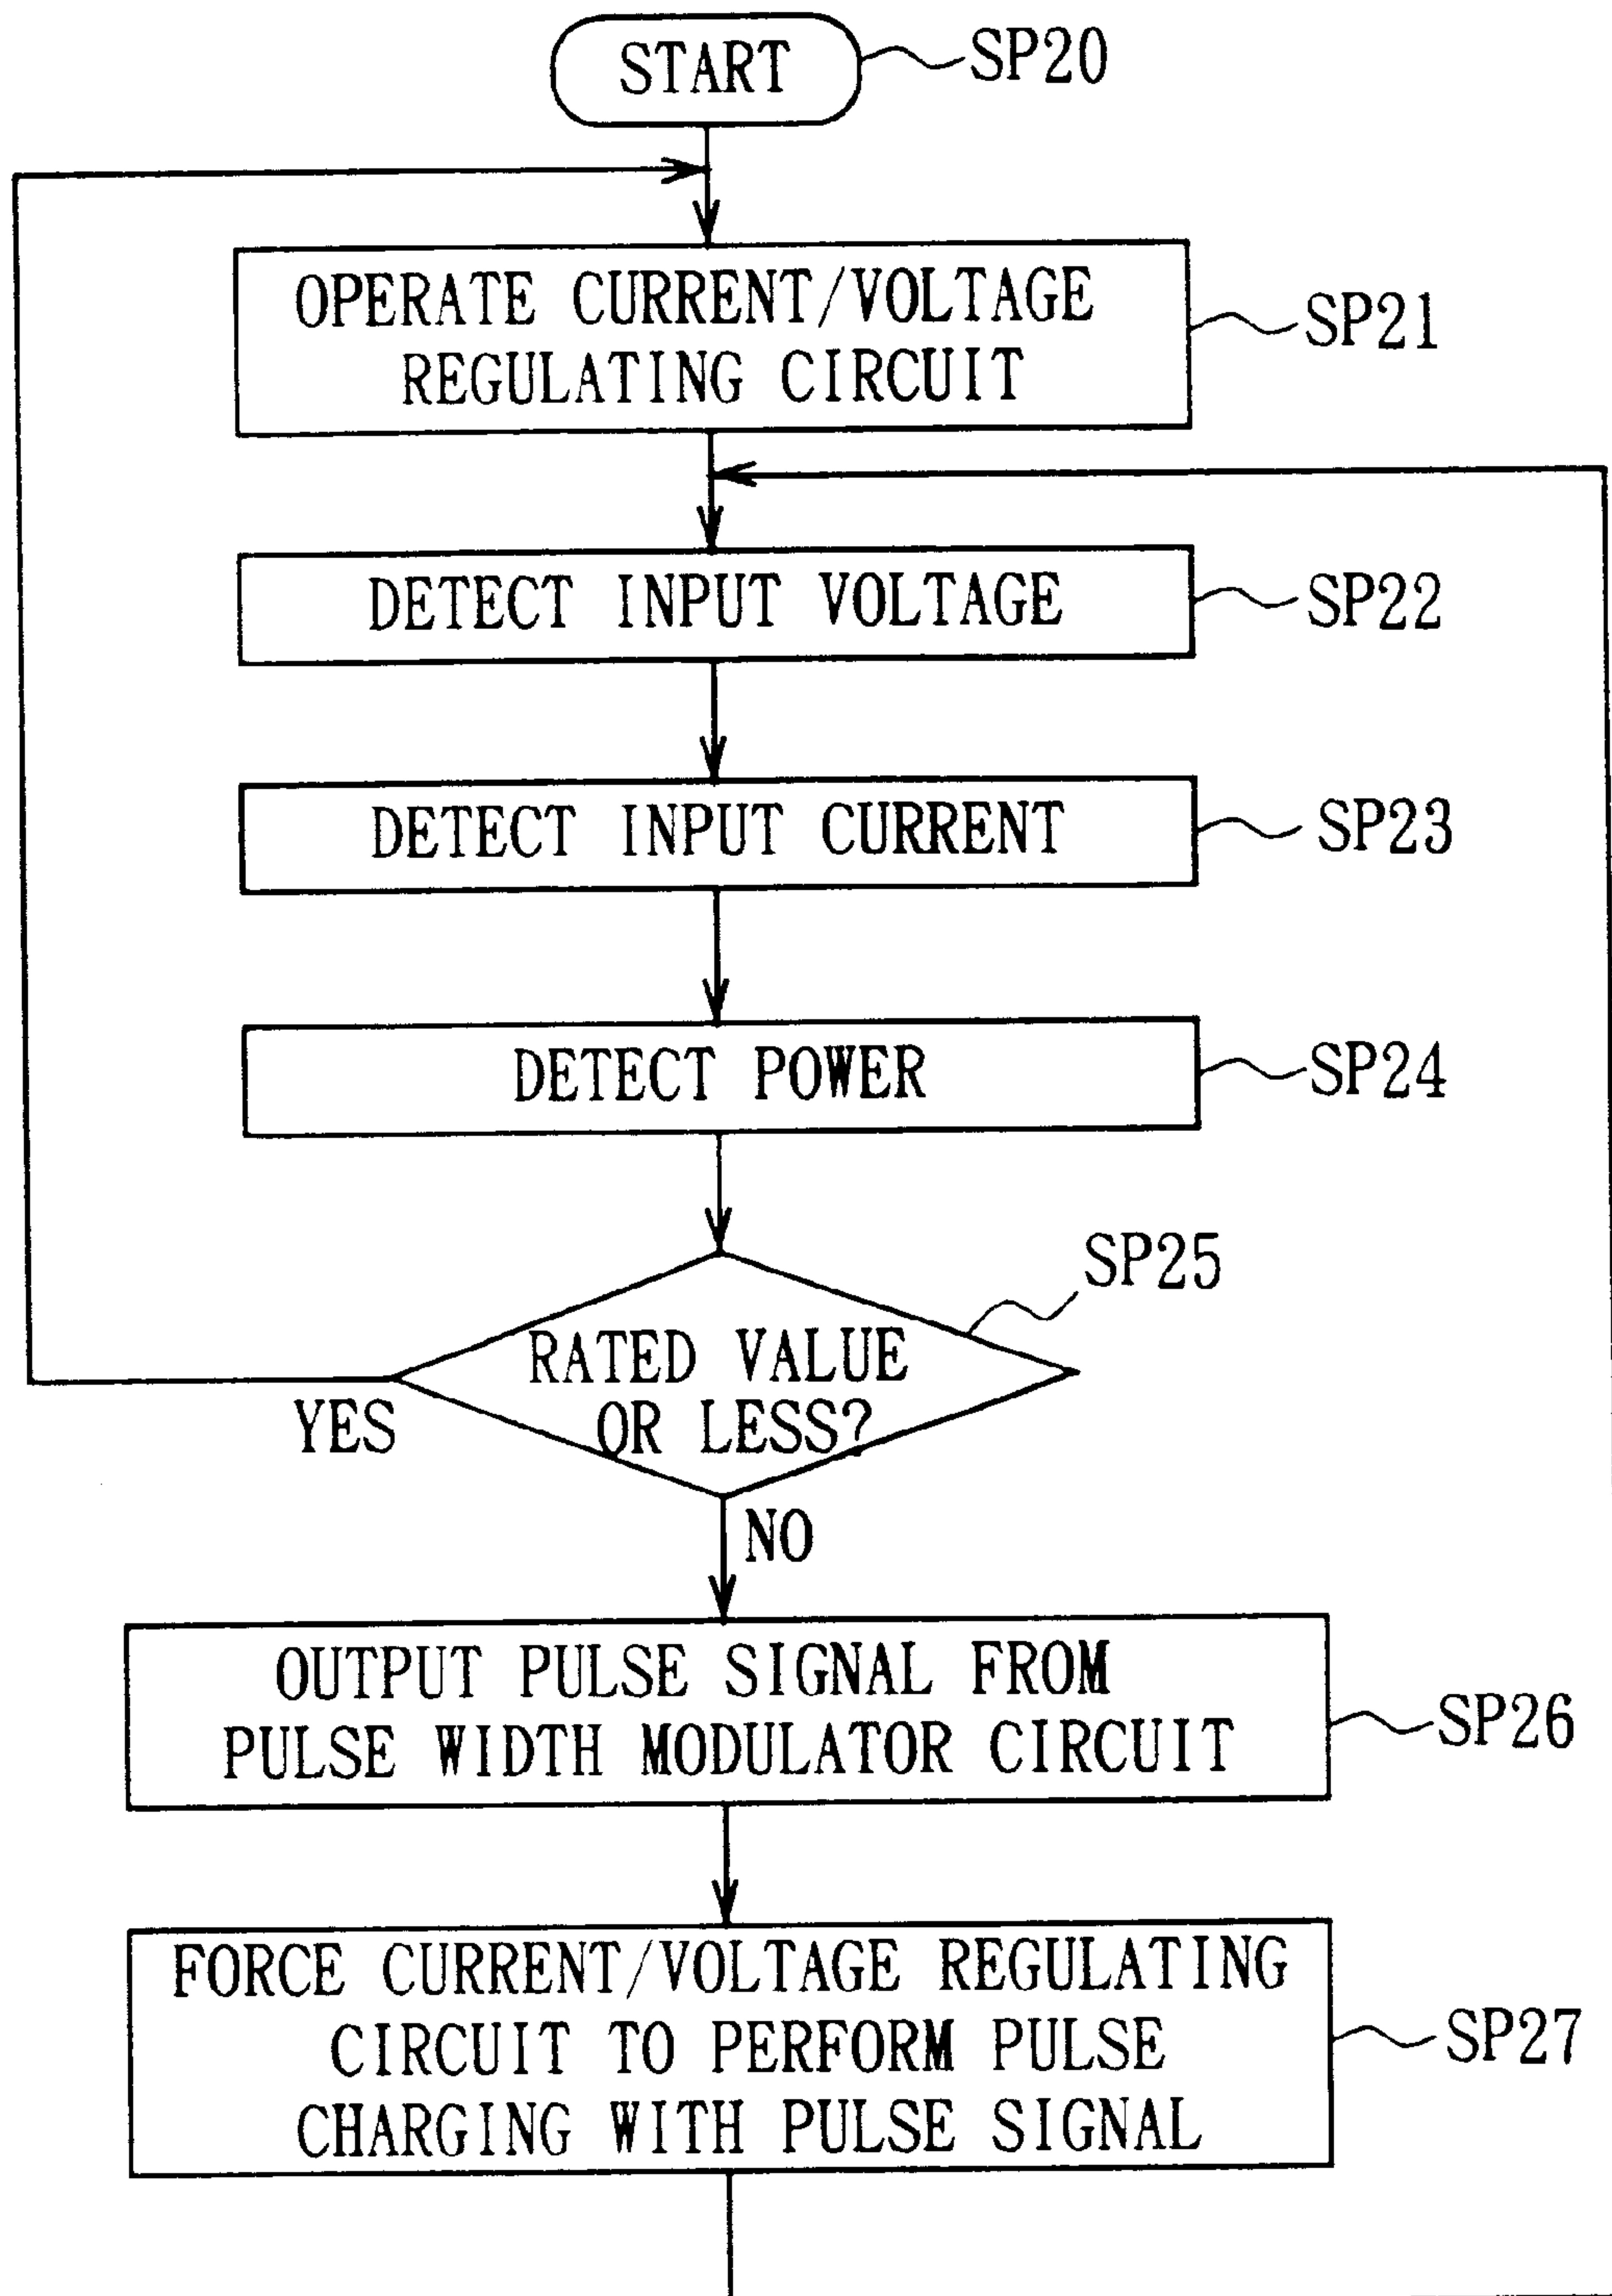 START
SP20
OPERATE CURRENT/VOLTAGE
REGULATING CIRCUIT
SP21
DETECT INPUT VOLTAGE
SP22
DETECT INPUT CURRENT
SP23
DETECT POWER
SP24
SP25
RATED VALUE
OR LESS?
YES
NO
OUTPUT PULSE SIGNAL FROM
PULSE WIDTH MODULATOR CIRCUIT
SP26
FORCE CURRENT/VOLTAGE REGULATING
CIRCUIT TO PERFORM PULSE
CHARGING WITH PULSE SIGNAL
SP27